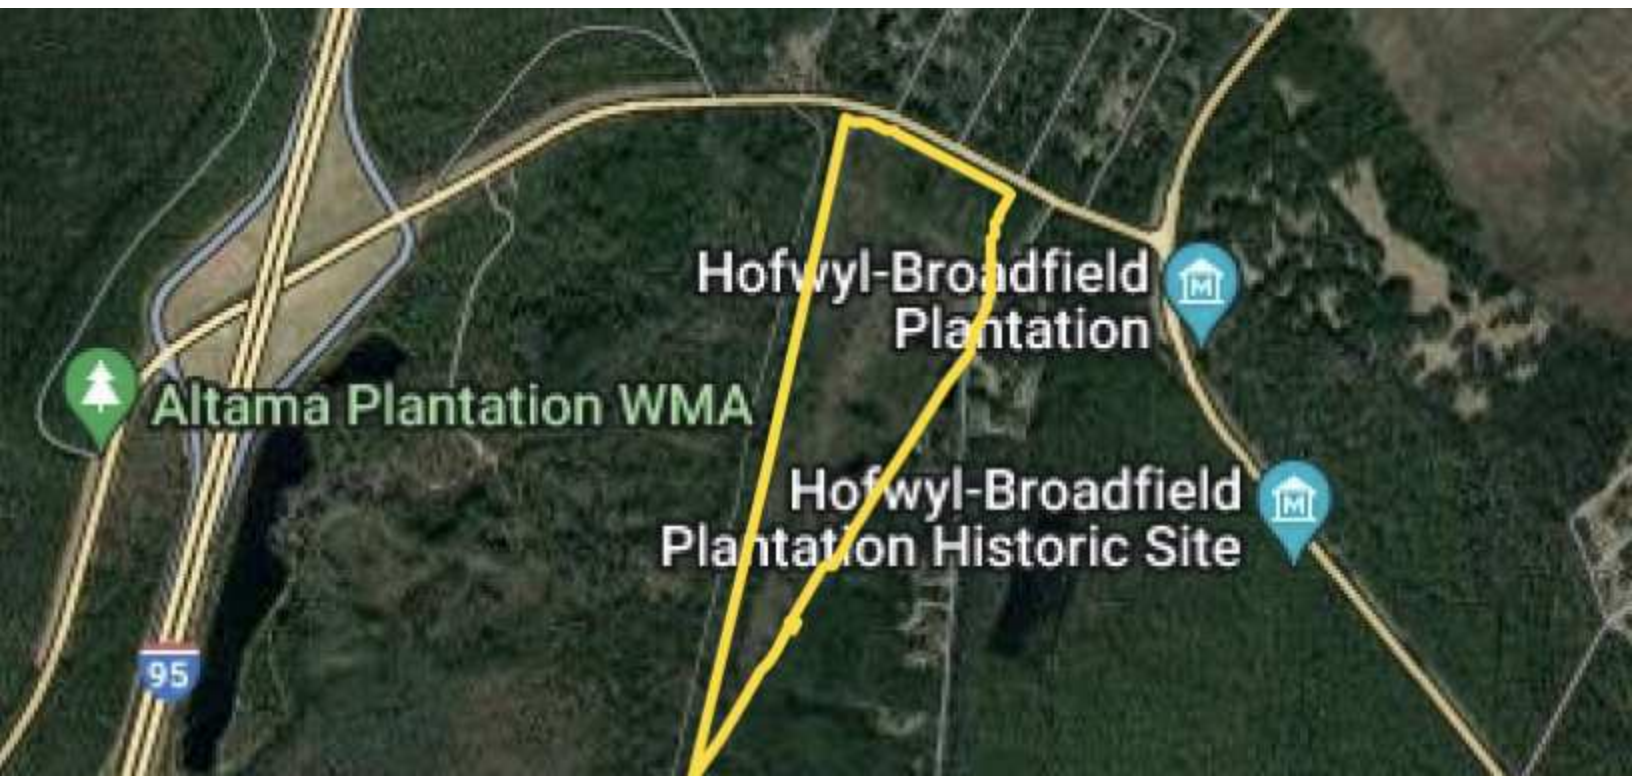 Hofwyl-Broadfield
Plantation
Altama Plantation WMA
Hofwyl-Broadfield
Plantation Historic Site
95
M
M